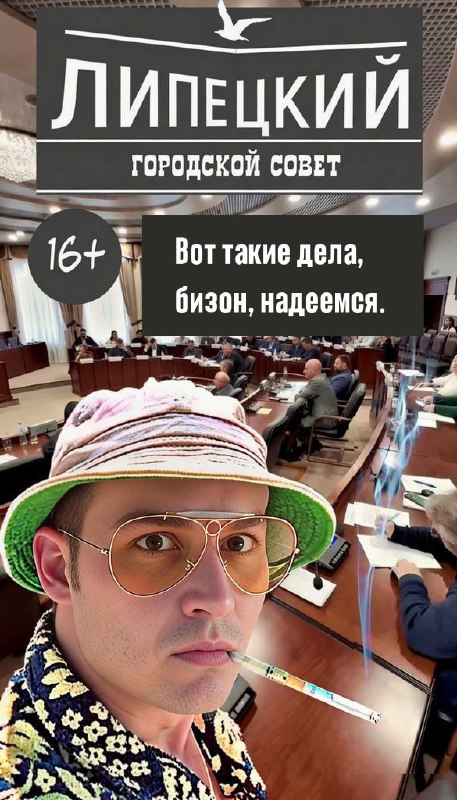 ЛИПЕЦКИЙ
ГОРОДСКОЙ СОВЕТ
16+
Вот такие дела,
бизон, надеемся.